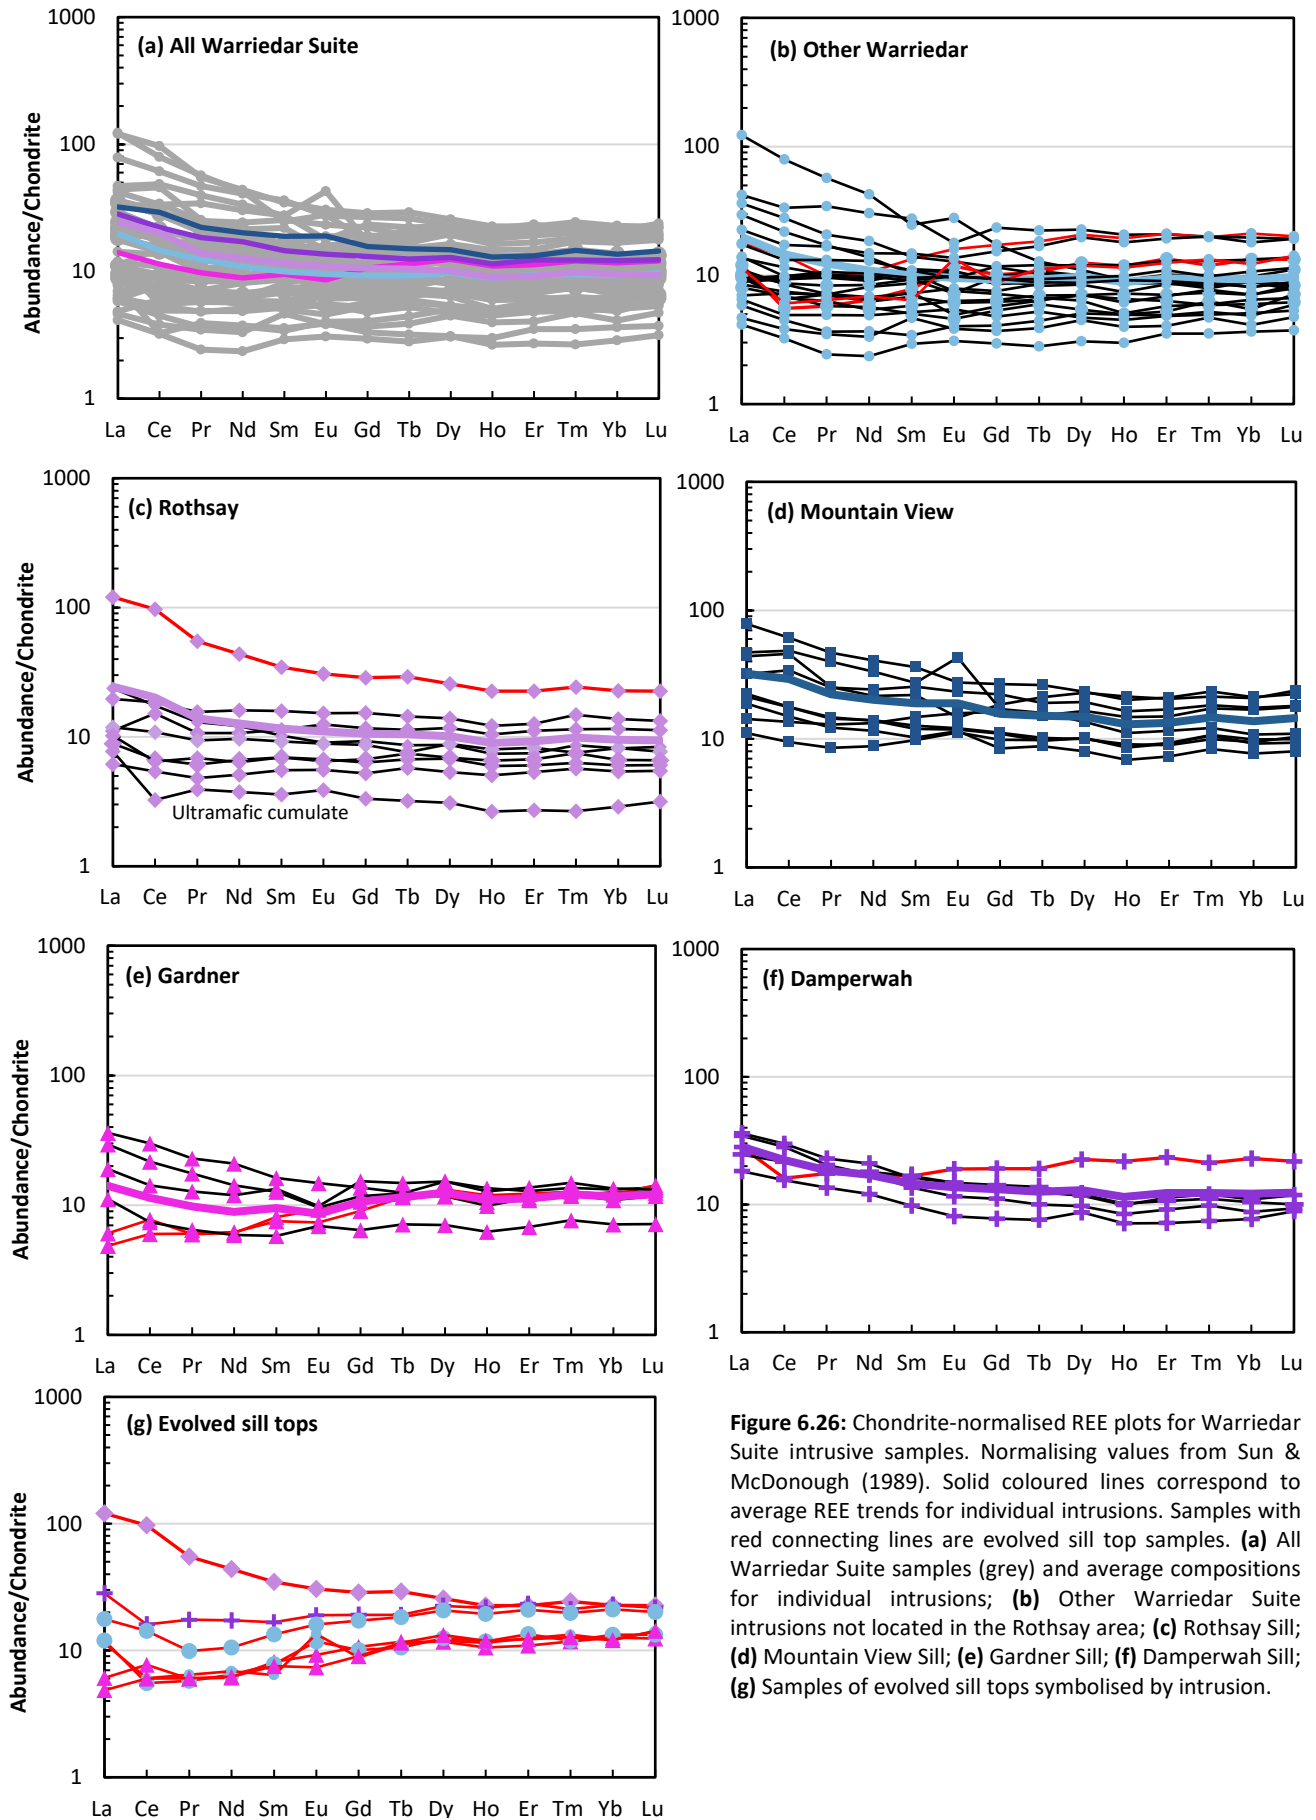 (a) All Warriedar Suite
Abundance/Chondrite
1000
100
10
1
La Ce Pr Nd Sm Eu Gd Tb Dy Ho Er Tm Yb Lu
(b) Other Warriedar
1000
100
10
1
La Ce Pr Nd Sm Eu Gd Tb Dy Ho Er Tm Yb Lu
(c) Rothsay
Abundance/Chondrite
1000
100
10
1
Ultramafic cumulate
La Ce Pr Nd Sm Eu Gd Tb Dy Ho Er Tm Yb Lu
(d) Mountain View
1000
100
10
1
La Ce Pr Nd Sm Eu Gd Tb Dy Ho Er Tm Yb Lu
(e) Gardner
Abundance/Chondrite
1000
100
10
1
La Ce Pr Nd Sm Eu Gd Tb Dy Ho Er Tm Yb Lu
(f) Damperwah
1000
100
10
1
La Ce Pr Nd Sm Eu Gd Tb Dy Ho Er Tm Yb Lu
(g) Evolved sill tops
Abundance/Chondrite
1000
100
10
1
La Ce Pr Nd Sm Eu Gd Tb Dy Ho Er Tm Yb Lu
Figure 6.26: Chondrite-normalised REE plots for Warriedar
Suite intrusive samples. Normalising values from Sun &
McDonough (1989). Solid coloured lines correspond to
average REE trends for individual intrusions. Samples with
red connecting lines are evolved sill top samples. (a) All
Warriedar Suite samples (grey) and average compositions
for individual intrusions; (b) Other Warriedar Suite
intrusions not located in the Rothsay area; (c) Rothsay Sill;
(d) Mountain View Sill; (e) Gardner Sill; (f) Damperwah Sill;
(g) Samples of evolved sill tops symbolised by intrusion.